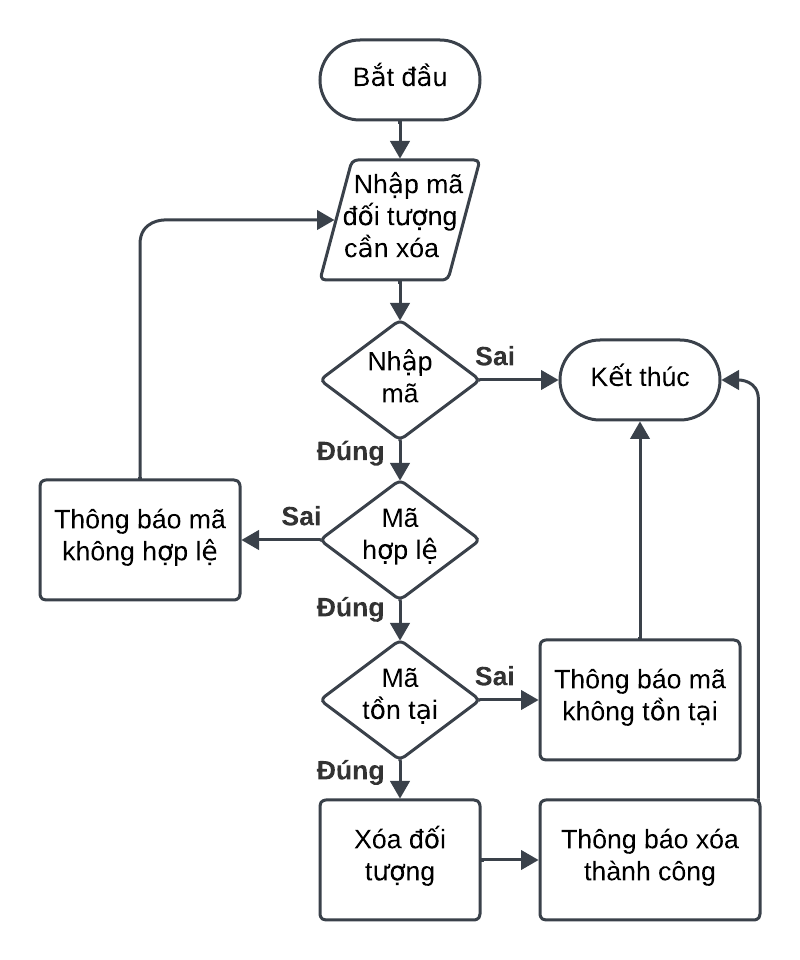 Bắt đầu
Nhập mã
đối tượng
cần xóa
Nhập
mã
Sai
Kết thúc
Đúng
Mã
hợp lệ
Sai
Thông báo mã
không hợp lệ
Đúng
Mã
tồn tại
Sai
Thông báo mã
không tồn tại
Đúng
Xóa đối
tượng
Thông báo xóa
thành công